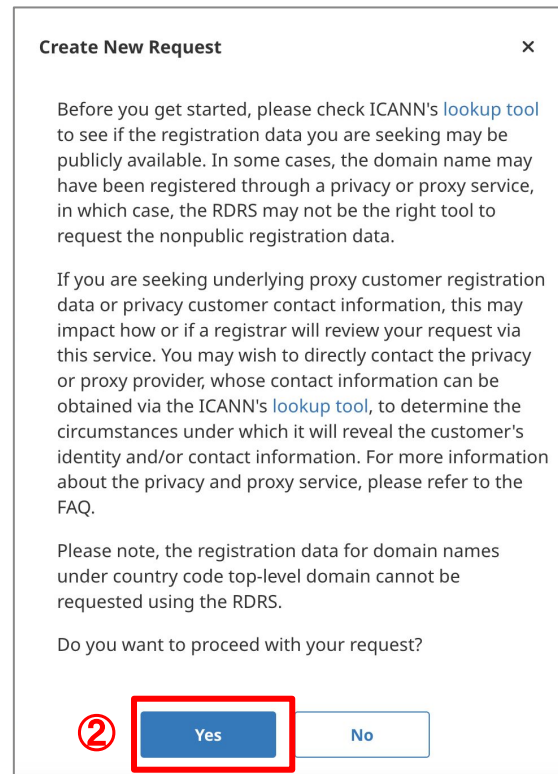 Create New Request ×
Before you get started, please check ICANN's lookup tool
to see if the registration data you are seeking may be
publicly available. In some cases, the domain name may
have been registered through a privacy or proxy service,
in which case, the RDRS may not be the right tool to
request the nonpublic registration data.
If you are seeking underlying proxy customer registration
data or privacy customer contact information, this may
impact how or if a registrar will review your request via
this service. You may wish to directly contact the privacy
or proxy provider, whose contact information can be
obtained via the ICANN's lookup tool, to determine the
circumstances under which it will reveal the customer's
identity and/or contact information. For more information
about the privacy and proxy service, please refer to the
FAQ.
Please note, the registration data for domain names
under country code top-level domain cannot be
requested using the RDRS.
Do you want to proceed with your request?
② Yes No